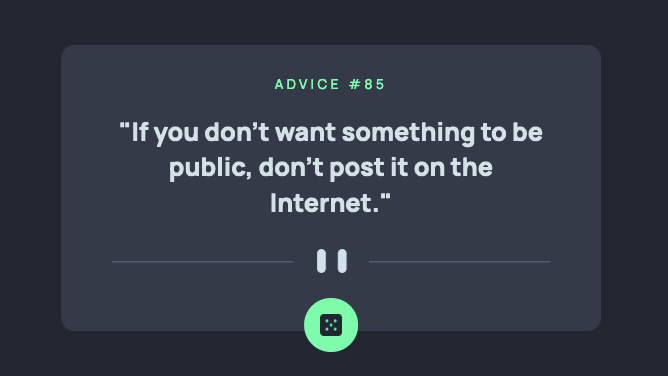 ADVICE #85
"If you don't want something to be
public, don't post it on the
Internet."